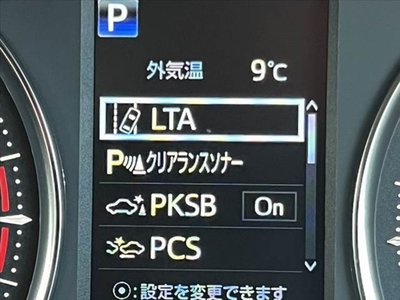 P
外気温 9℃
LTA
P クリアランスソナー
PKSB On
PCS
⦿:設定を変更できます